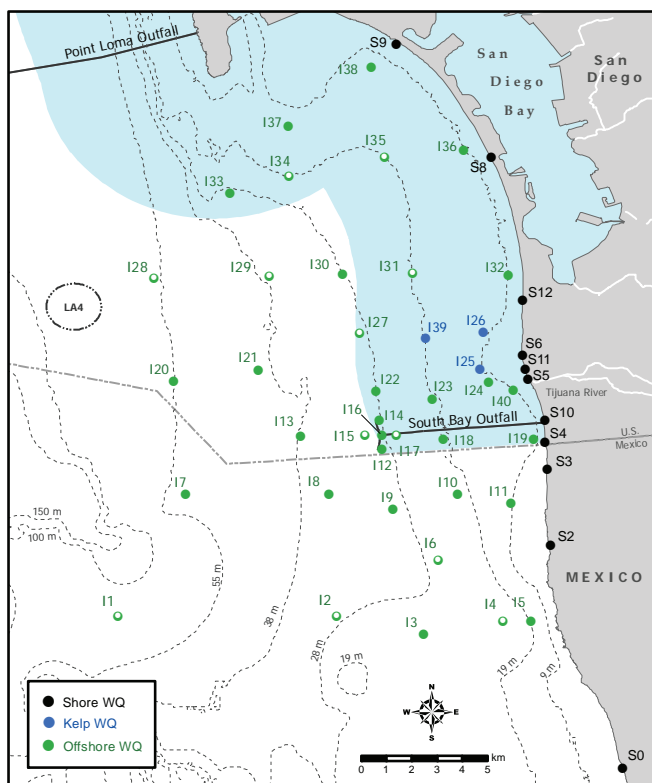 S9
Point Loma Outfall
San
Diego
Bay
San
Diego
I38
I37
I35
I36
S8
I34
I33
I28
I29
I30
I31
I32
LA4
S12
I27
I39
I26
S6
S11
I25
S5
I21
I20
I22
I24
I23
I40
Tijuana River
I16
I14
South Bay Outfall
S10
I13
I15
I17
I18
I19
S4
U.S.
Mexico
I12
S3
I7
I8
I9
I10
I11
150 m
100 m
S2
I6
55 m
MEXICO
I1
I2
I4
I5
I3
38 m
28 m
19 m
19 m
9 m
Shore WQ
Kelp WQ
Offshore WQ
N
W
E
S
S0
0 1 2 3 4 5
km